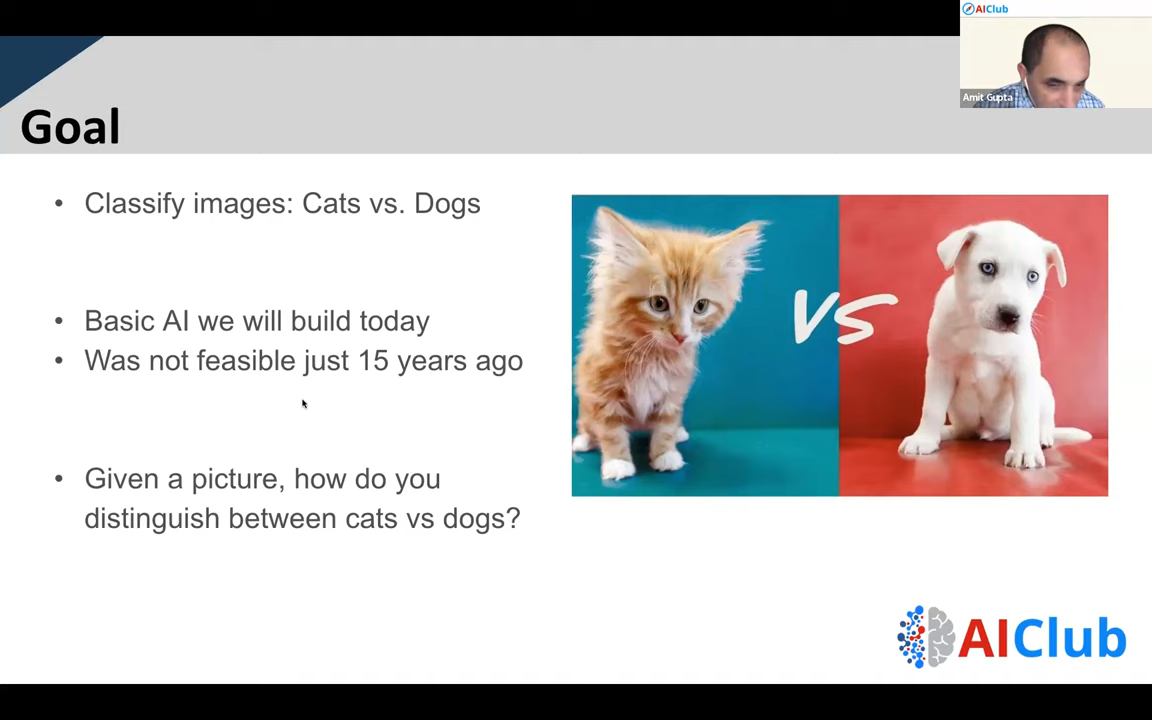 AIClub
Amit Gupta
Goal
• Classify images: Cats vs. Dogs
• Basic AI we will build today
• Was not feasible just 15 years ago
• Given a picture, how do you
distinguish between cats vs dogs?
VS
AIClub